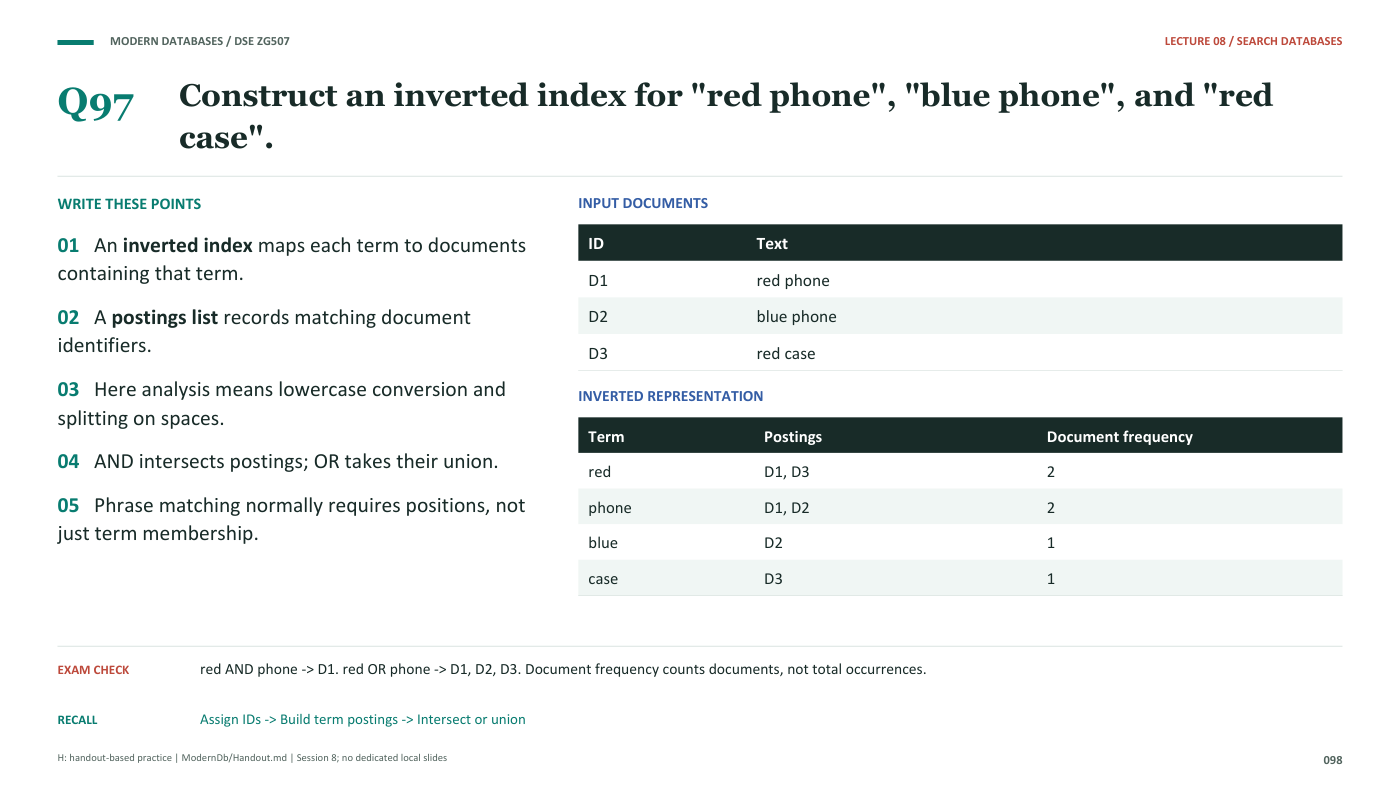 MODERN DATABASES / DSE ZG507
LECTURE 08 / SEARCH DATABASES
Q97
Construct an inverted index for "red phone", "blue phone", and "red
case".
WRITE THESE POINTS
01 An inverted index maps each term to documents
containing that term.
02 A postings list records matching document
identifiers.
03 Here analysis means lowercase conversion and
splitting on spaces.
04 AND intersects postings; OR takes their union.
05 Phrase matching normally requires positions, not
just term membership.
INPUT DOCUMENTS
ID Text
D1 red phone
D2 blue phone
D3 red case
INVERTED REPRESENTATION
Term Postings Document frequency
red D1, D3 2
phone D1, D2 2
blue D2 1
case D3 1
EXAM CHECK red AND phone -> D1. red OR phone -> D1, D2, D3. Document frequency counts documents, not total occurrences.
RECALL Assign IDs -> Build term postings -> Intersect or union
H: handout-based practice | ModernDb/Handout.md | Session 8; no dedicated local slides
098